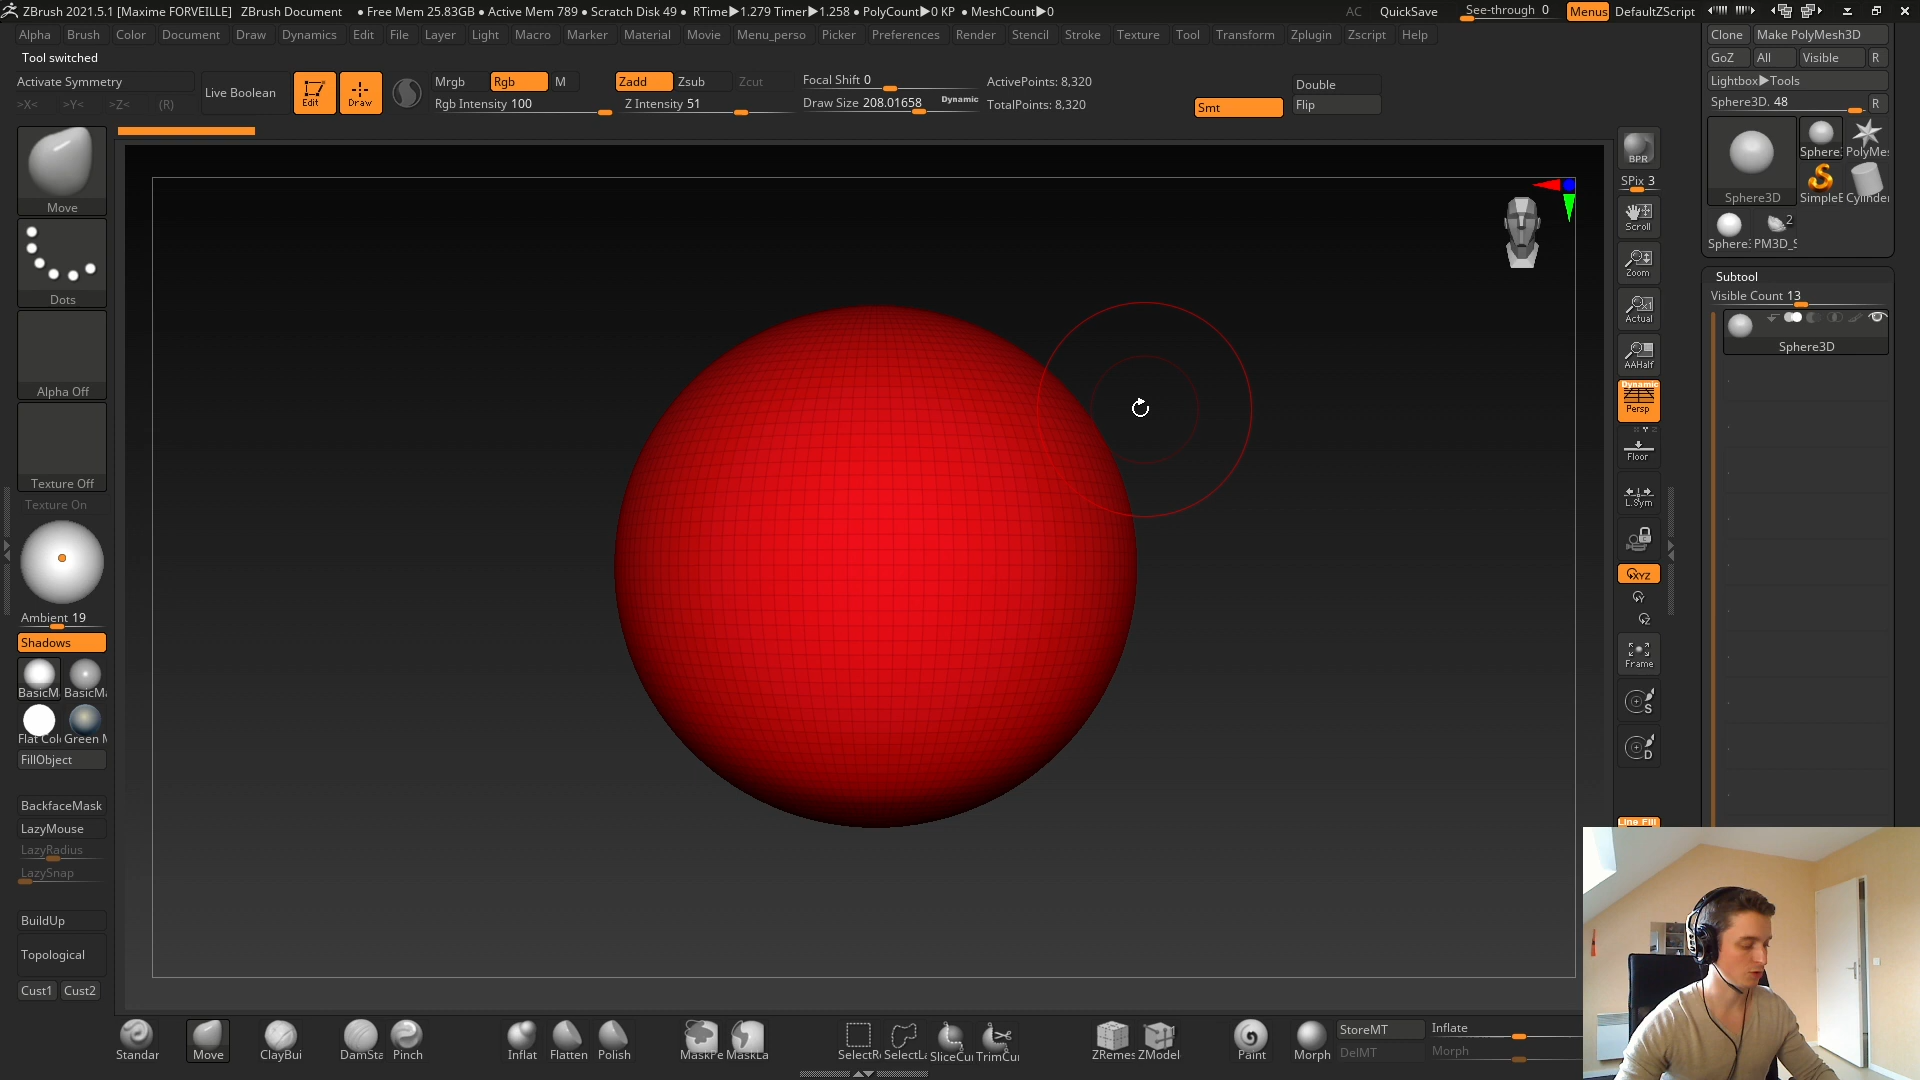 ZBrush 2021.5.1 [Maxime FORVEILLE] ZBrush Document • Free Mem 25.83GB • Active Mem 789 • Scratch Disk 49 • RTime▶1.279 Timer▶1.258 • PolyCount▶0 KP • MeshCount▶0 AC QuickSave See-through 0 Menus DefaultZScript
Alpha Brush Color Document Draw Dynamics Edit File Layer Light Macro Marker Material Movie Menu_perso Picker Preferences Render Stencil Stroke Texture Tool Transform Zplugin Zscript Help
Tool switched
Activate Symmetry
>X< >Y< >Z< (R)
Live Boolean
Edit
Draw
Mrgb Rgb M
Rgb Intensity 100
Zadd Zsub Zcut
Z Intensity 51
Focal Shift 0
Draw Size 208.01658 Dynamic
ActivePoints: 8,320
TotalPoints: 8,320
Smt
Double
Flip
Move
Dots
Alpha Off
Texture Off
Texture On
Ambient 19
Shadows
BasicM BasicMa
Flat Col Green M
FillObject
BackfaceMask
LazyMouse
LazyRadius
LazySnap
BuildUp
Topological
Cust1 Cust2
BPR
SPix 3
Scroll
Zoom
Actual
AAHalf
Dynamic
Persp
Floor
L.Sym
XYZ
Y
Z
Frame
S
D
Line Fill
Clone Make PolyMesh3D
GoZ All Visible R
Lightbox▶Tools
Sphere3D. 48 R
Sphere3D
Sphere: PolyMe:
SimpleE Cylinder
Sphere: PM3D_S
2
Subtool
Visible Count 13
Sphere3D
Standar Move ClayBui DamSta Pinch Inflat Flatten Polish MaskPe MaskLa SelectRe SelectLa SliceCur TrimCur ZRemes ZModel Paint Morph
StoreMT
DelMT
Inflate
Morph